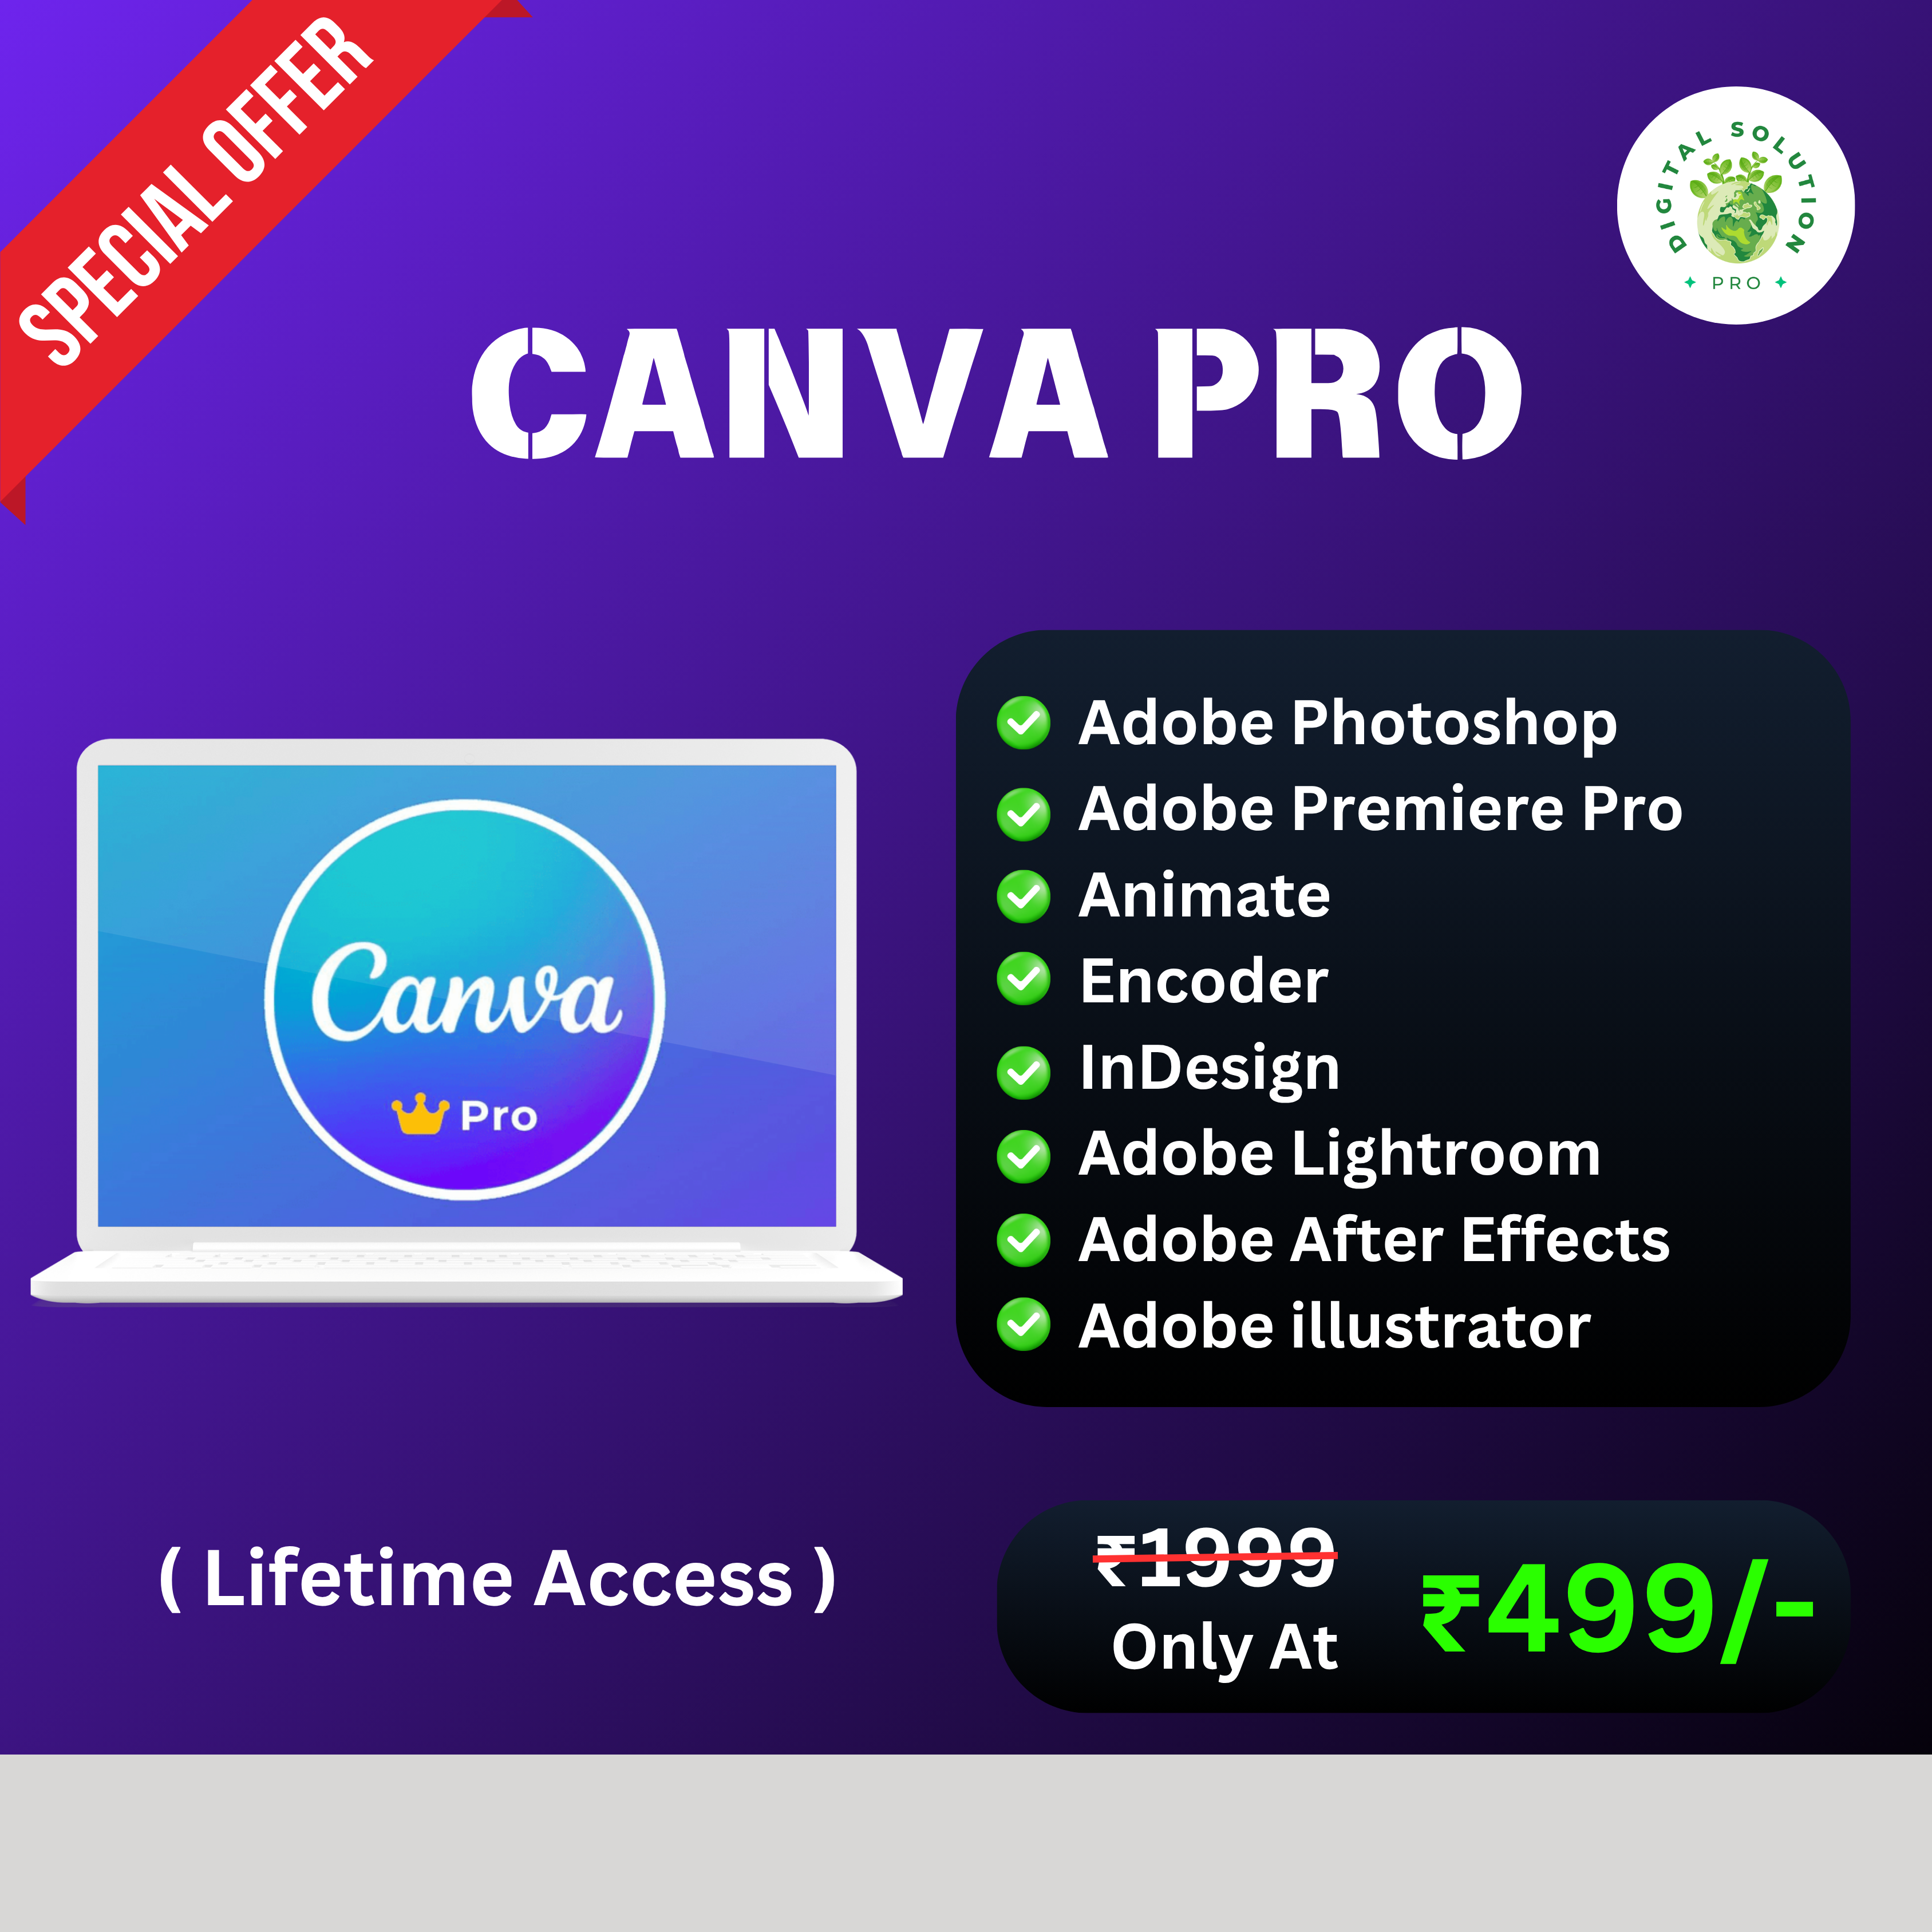 SPECIAL OFFER
DIGITAL SOLUTION
PRO
CANVA PRO
Canva
Pro
Adobe Photoshop
Adobe Premiere Pro
Animate
Encoder
InDesign
Adobe Lightroom
Adobe After Effects
Adobe illustrator
( Lifetime Access )
₹1999
Only At
₹499/-